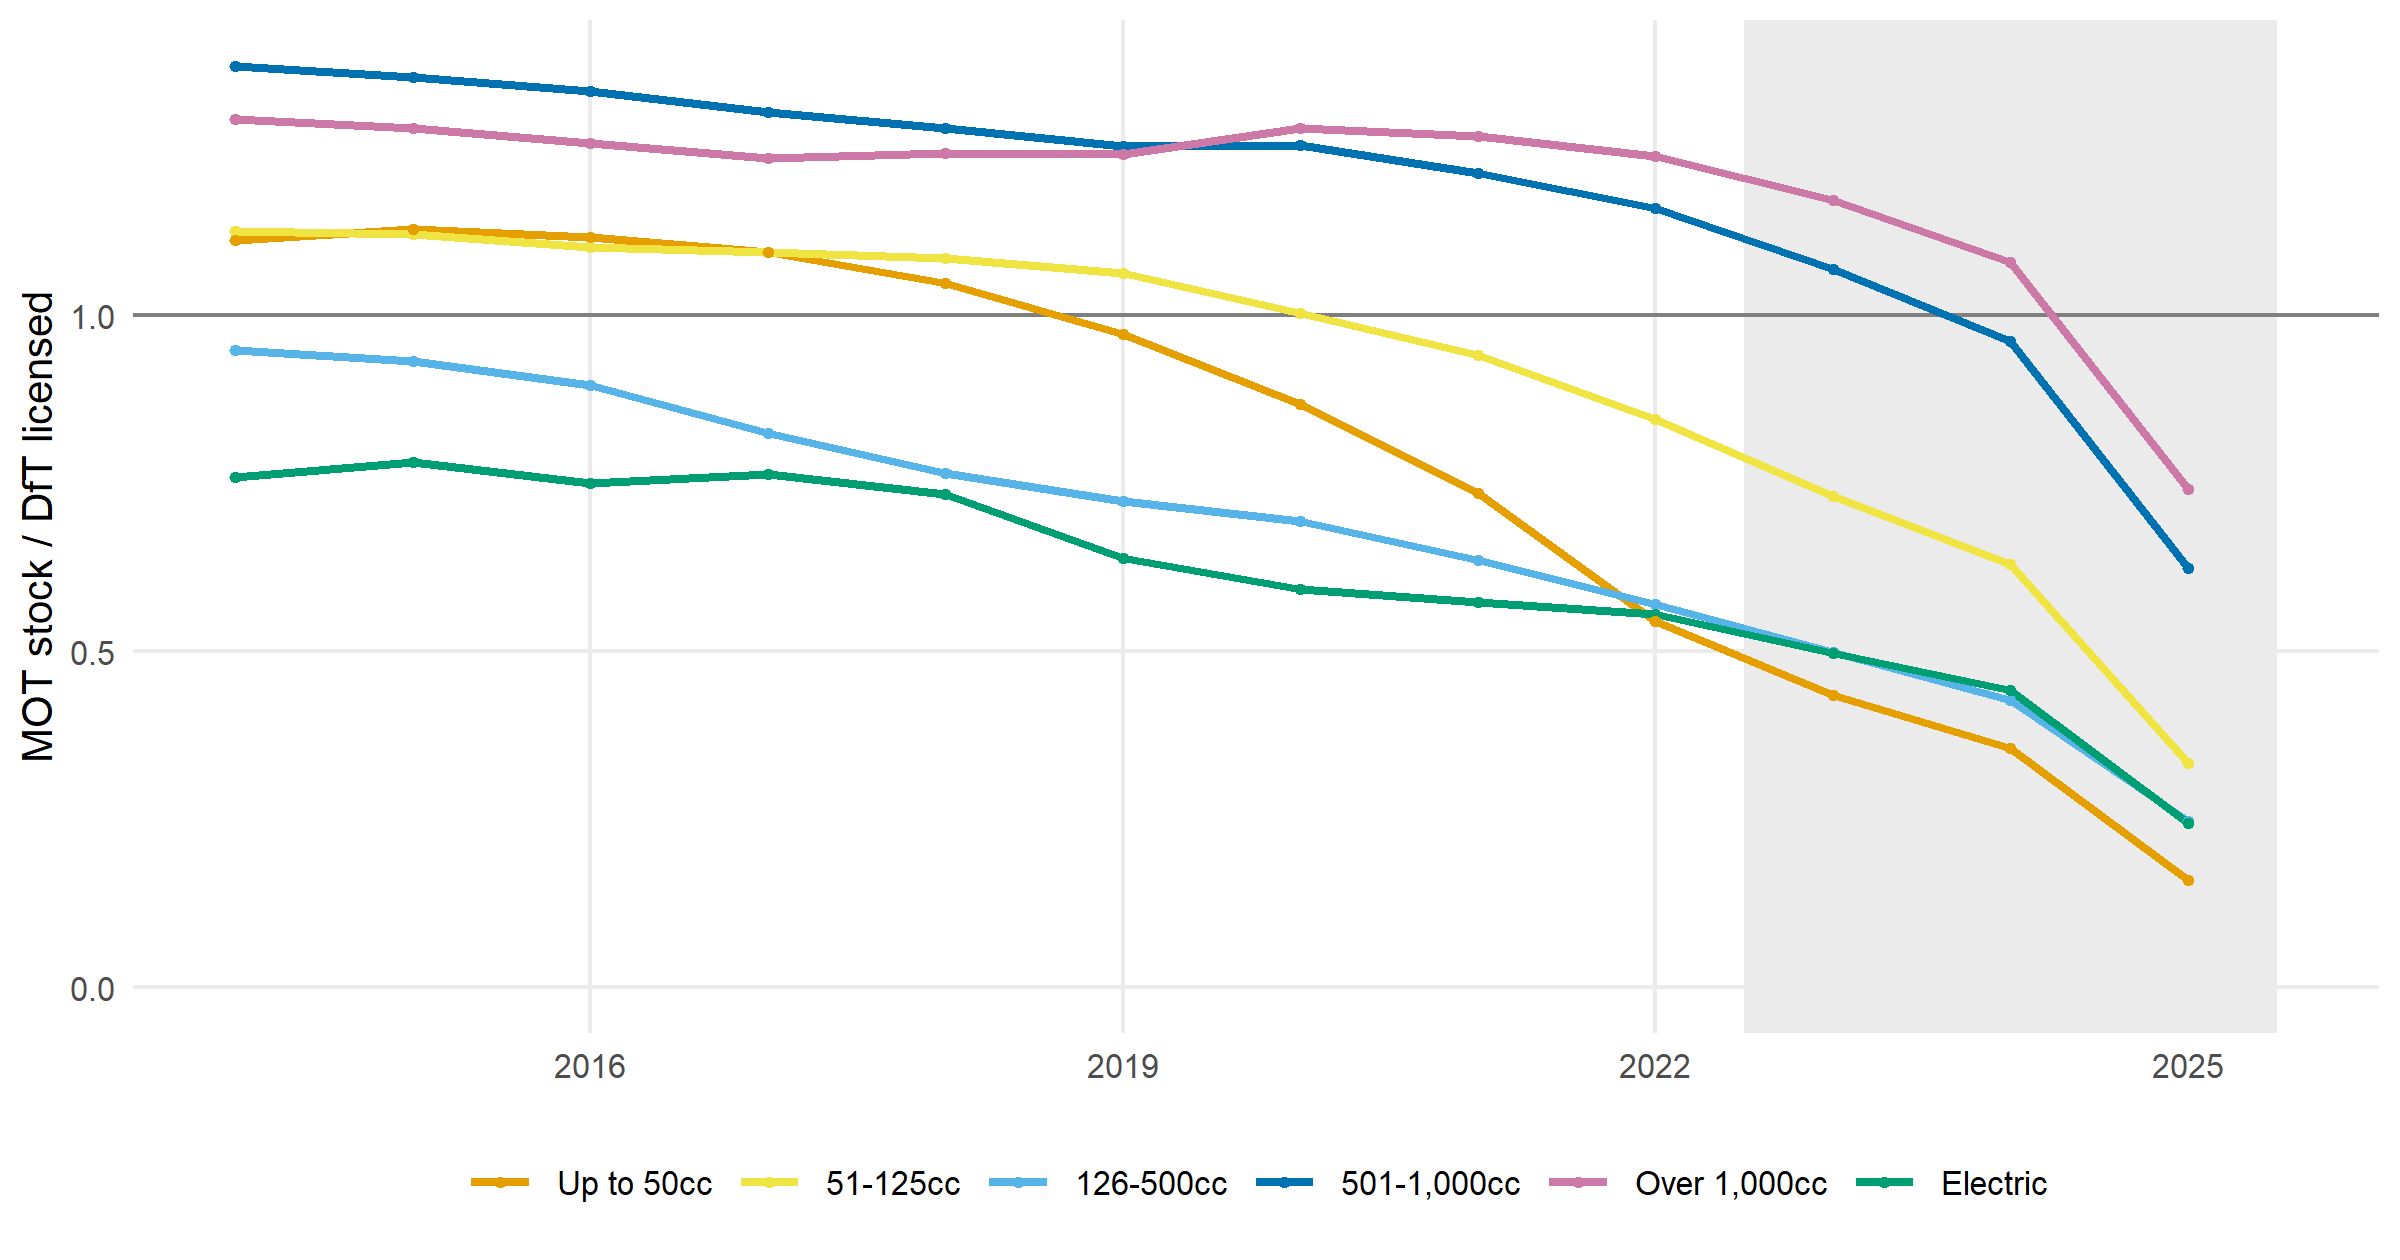 MOT stock / DfT licensed
1.0
0.5
0.0
2016 2019 2022 2025
Up to 50cc 51-125cc 126-500cc 501-1,000cc Over 1,000cc Electric